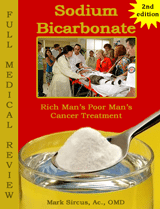 FULL MEDICAL REVIEW
Sodium
Bicarbonate
2nd
edition
Rich Man's Poor Man's
Cancer Treatment
Mark Sircus, Ac., OMD